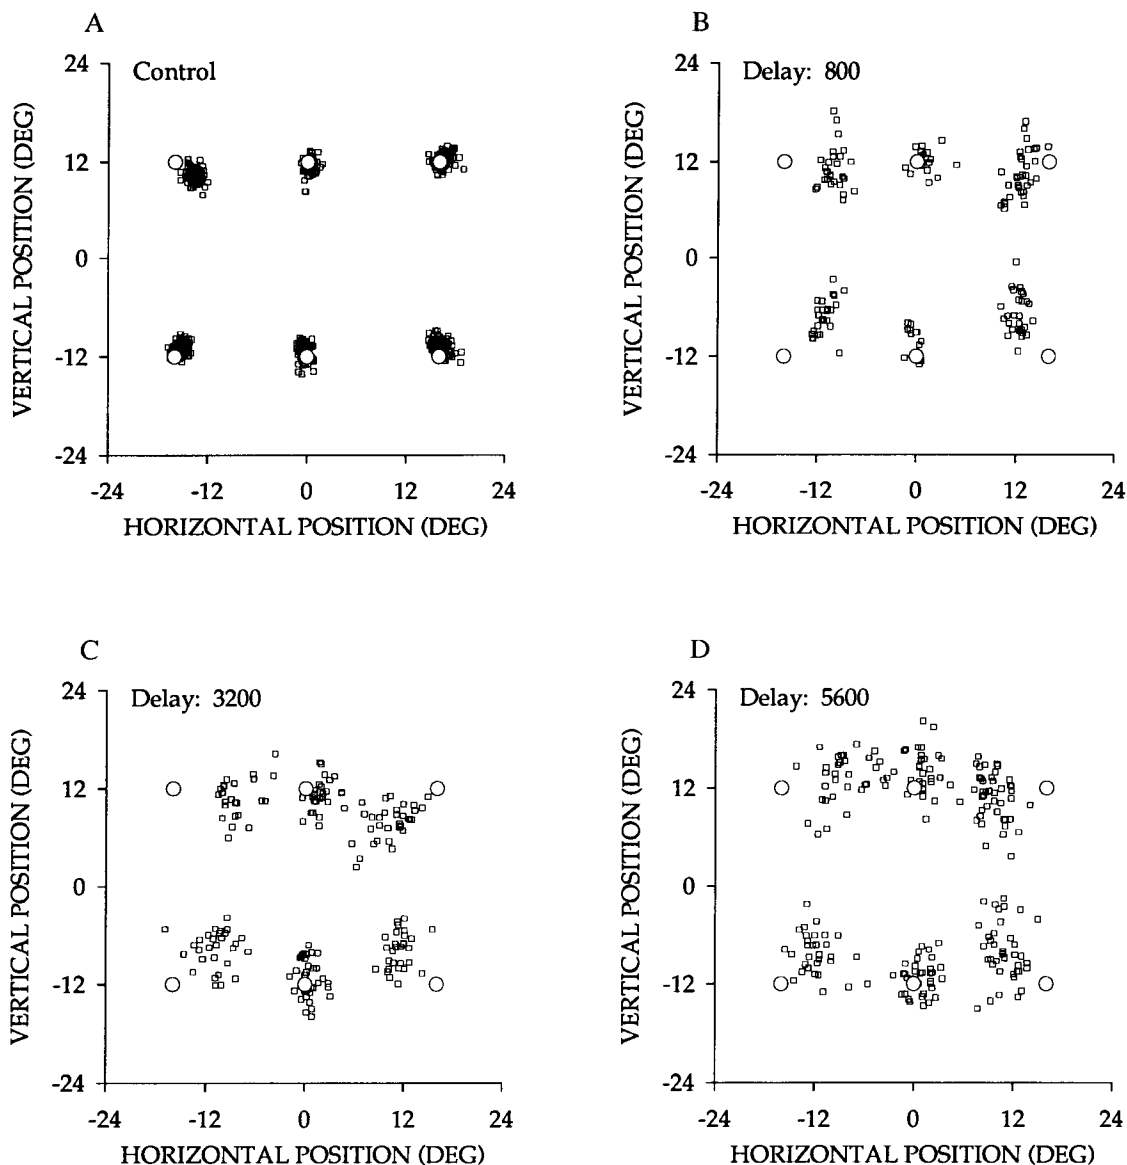 A
Control
24
12
0
-12
-24
VERTICAL POSITION (DEG)
-24 -12 0 12 24
HORIZONTAL POSITION (DEG)
B
Delay: 800
24
12
0
-12
-24
VERTICAL POSITION (DEG)
-24 -12 0 12 24
HORIZONTAL POSITION (DEG)
C
Delay: 3200
24
12
0
-12
-24
VERTICAL POSITION (DEG)
-24 -12 0 12 24
HORIZONTAL POSITION (DEG)
D
Delay: 5600
24
12
0
-12
-24
VERTICAL POSITION (DEG)
-24 -12 0 12 24
HORIZONTAL POSITION (DEG)